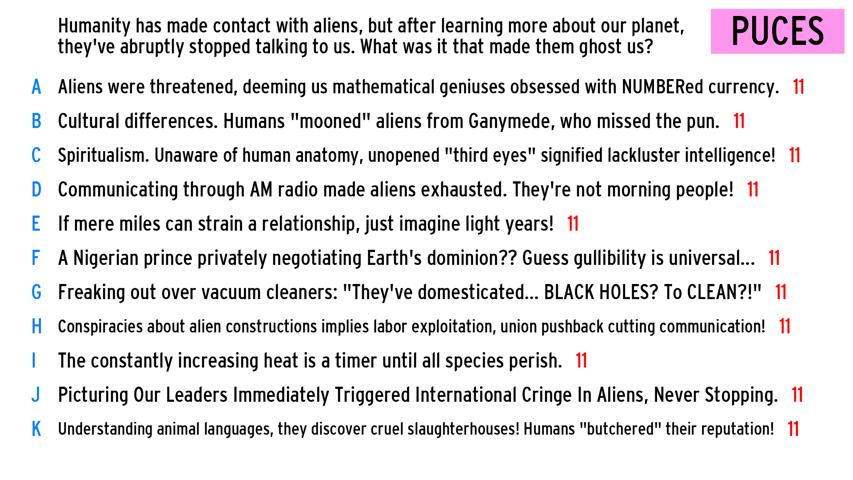 Humanity has made contact with aliens, but after learning more about our planet,
they've abruptly stopped talking to us. What was it that made them ghost us?
PUCES
A Aliens were threatened, deeming us mathematical geniuses obsessed with NUMBERed currency. 11
B Cultural differences. Humans "mooned" aliens from Ganymede, who missed the pun. 11
C Spiritualism. Unaware of human anatomy, unopened "third eyes" signified lackluster intelligence! 11
D Communicating through AM radio made aliens exhausted. They're not morning people! 11
E If mere miles can strain a relationship, just imagine light years! 11
F A Nigerian prince privately negotiating Earth's dominion?? Guess gullibility is universal... 11
G Freaking out over vacuum cleaners: "They've domesticated... BLACK HOLES? To CLEAN?!" 11
H Conspiracies about alien constructions implies labor exploitation, union pushback cutting communication! 11
I The constantly increasing heat is a timer until all species perish. 11
J Picturing Our Leaders Immediately Triggered International Cringe In Aliens, Never Stopping. 11
K Understanding animal languages, they discover cruel slaughterhouses! Humans "butchered" their reputation! 11